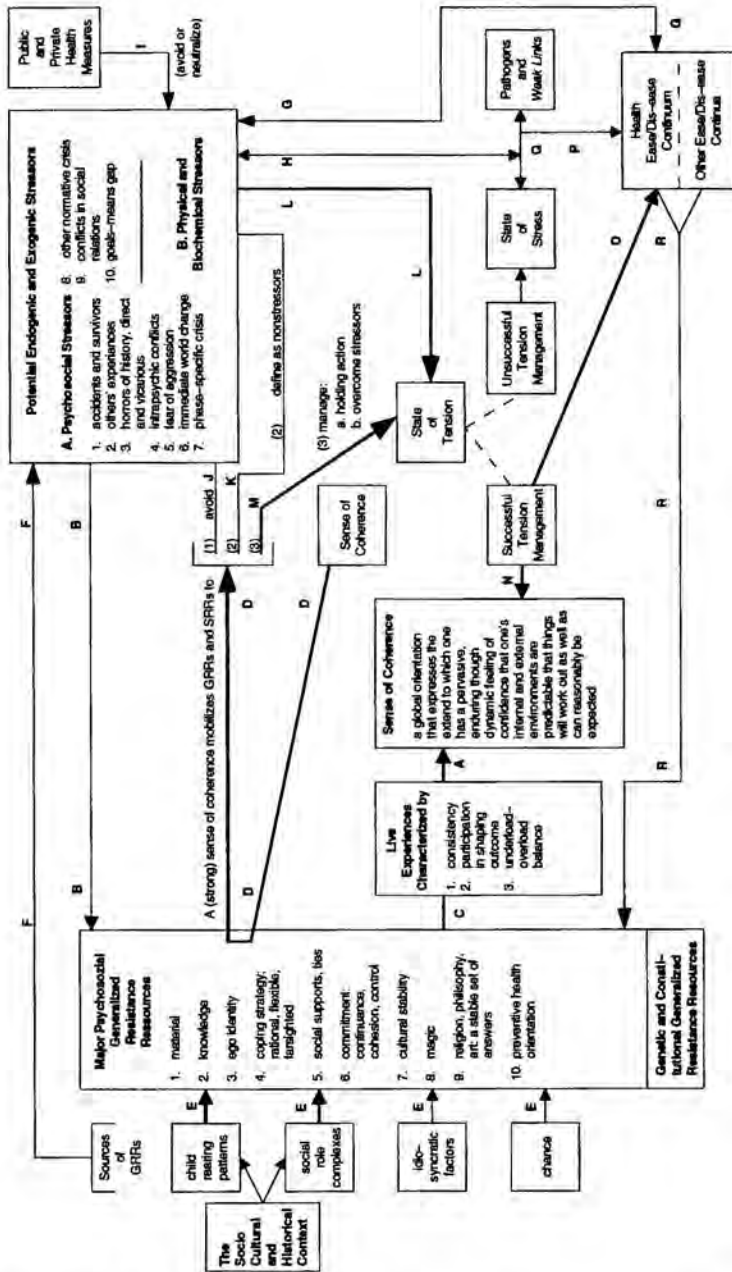 Sources
of
GRRs
The
Socio
Cultural
and
Historical
Context
child
rearing
patterns
social
role
complexes
idio-
syncratic
factors
chance
E
E
E
E
Major Psychosozial
Generalized
Resistance
Ressources
1. material
2. knowledge
3. ego identity
4. coping strategy:
rational, flexible,
farsighted
5. social supports, ties
6. commitment:
continuance,
cohesion, control
7. cultural stability
8. magic
9. religion, philosophy,
art: a stable set of
answers
10. preventive health
orientation
Genetic and Consti-
tutional Generalized
Resistance Resources
F
F
B
B
A (strong) sense of coherence mobilizes GRRs and SRRs to
D
D
D
C
Live
Experiences
Characterized by
1. consistency
2. participation
in shaping
outcome
3. underload–
overload
balance
A
Sense of Coherence
a global orientation
that expresses the
extend to which one
has a pervasive,
enduring though
dynamic feeling of
confidence that one's
internal and external
environments are
predictable that things
will work out as well as
can reasonably be
expected
N
Sense of
Coherence
(1) avoid J
(2) K
(3) M
(2) define as nonstressors
(3) manage:
a. holding action
b. overcome stressors
Potential Endogenic and Exogenic Stressors
A. Psychosocial Stressors
1. accidents and survivors
2. others' experiences
3. horrors of history, direct
and vicarious
4. intrapsychic conflicts
5. fear of aggression
6. immediate world change
7. phase–specific crisis
8. other normative crisis
9. conflicts in social
relations
10. goals–means gap
B. Physical and
Biochemical Stressors
Public
and
Private
Health
Measures
I
(avoid or
neutralize)
G
G
H
L
L
State
of
Tension
Successful
Tension
Management
Unsuccessful
Tension
Management
State
of
Stress
Pathogens
and
Weak Links
Q
P
O
Health
Ease/Dis–ease
Continuum
Other Ease/Dis–ease
Continua
R
R
R